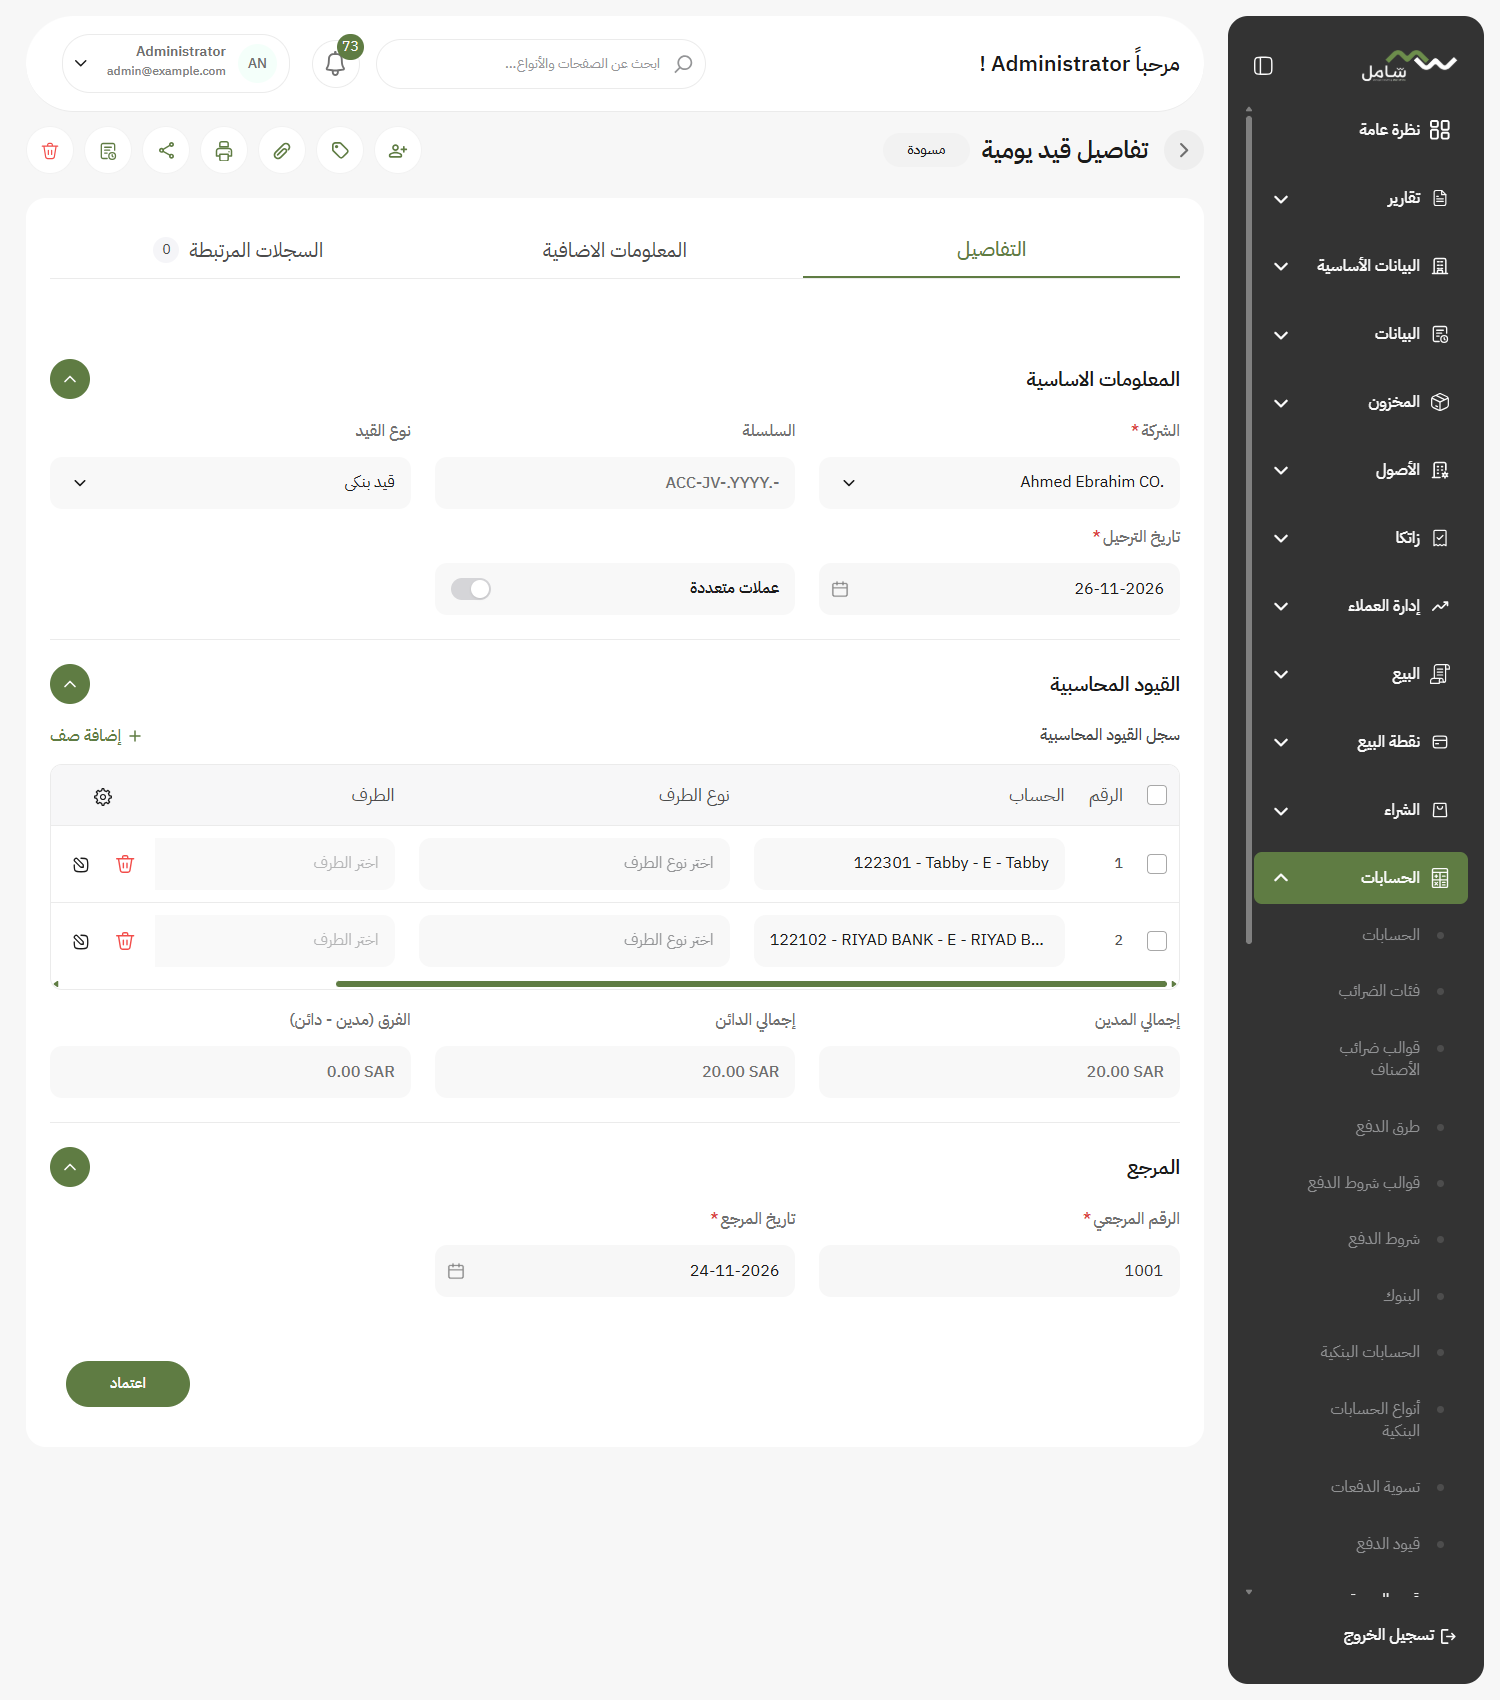 شامل
نظرة عامة
تقارير
البيانات الأساسية
البيانات
المخزون
الأصول
زاتكا
إدارة العملاء
البيع
نقطة البيع
الشراء
الحسابات
الحسابات
فئات الضرائب
قوالب ضرائب
الأصناف
طرق الدفع
قوالب شروط الدفع
شروط الدفع
البنوك
الحسابات البنكية
أنواع الحسابات
البنكية
تسوية الدفعات
قيود الدفع
تسجيل الخروج
مرحباً Administrator !
ابحث عن الصفحات والأنواع...
73
AN
Administrator
admin@example.com
تفاصيل قيد يومية
مسودة
التفاصيل
المعلومات الاضافية
السجلات المرتبطة 0
المعلومات الاساسية
الشركة * السلسلة نوع القيد
Ahmed Ebrahim CO. ACC-JV-.YYYY.- قيد بنكي
تاريخ الترحيل *
26-11-2026 عملات متعددة
القيود المحاسبية
سجل القيود المحاسبية + إضافة صف
الرقم الحساب نوع الطرف الطرف
1 122301 - Tabby - E - Tabby اختر نوع الطرف اختر الطرف
2 122102 - RIYAD BANK - E - RIYAD B... اختر نوع الطرف اختر الطرف
إجمالي المدين إجمالي الدائن الفرق (مدين - دائن)
20.00 SAR 20.00 SAR 0.00 SAR
المرجع
الرقم المرجعي * تاريخ المرجع *
1001 24-11-2026
اعتماد